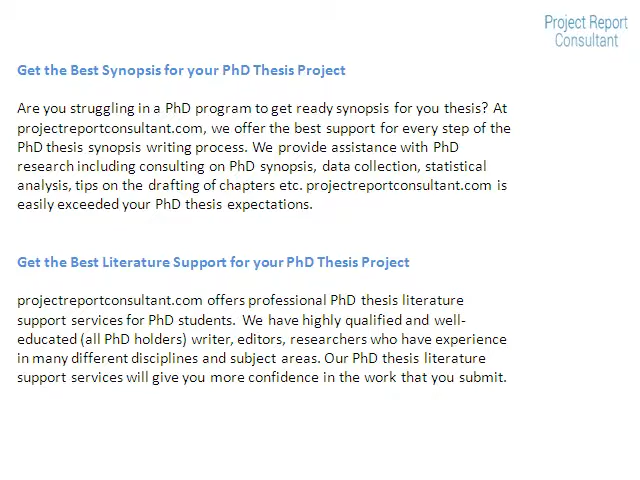 Project Report
Consultant
Get the Best Synopsis for your PhD Thesis Project
Are you struggling in a PhD program to get ready synopsis for you thesis? At
projectreportconsultant.com, we offer the best support for every step of the
PhD thesis synopsis writing process. We provide assistance with PhD
research including consulting on PhD synopsis, data collection, statistical
analysis, tips on the drafting of chapters etc. projectreportconsultant.com is
easily exceeded your PhD thesis expectations.
Get the Best Literature Support for your PhD Thesis Project
projectreportconsultant.com offers professional PhD thesis literature
support services for PhD students. We have highly qualified and well-
educated (all PhD holders) writer, editors, researchers who have experience
in many different disciplines and subject areas. Our PhD thesis literature
support services will give you more confidence in the work that you submit.